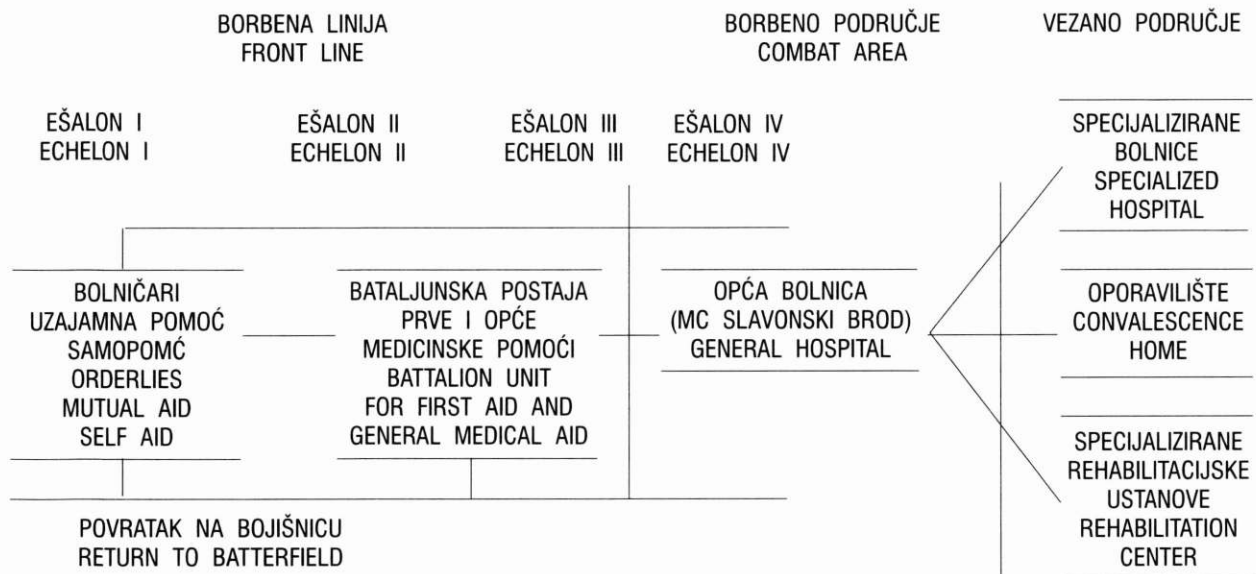 BORBENA LINIJA
FRONT LINE
BORBENO PODRUČJE
COMBAT AREA
VEZANO PODRUČJE
EŠALON I
ECHELON I
EŠALON II
ECHELON II
EŠALON III
ECHELON III
EŠALON IV
ECHELON IV
SPECIJALIZIRANE
BOLNICE
SPECIALIZED
HOSPITAL
BOLNIČARI
UZAJAMNA POMOĆ
SAMOPOMĆ
ORDERLIES
MUTUAL AID
SELF AID
BATALJUNSKA POSTAJA
PRVE I OPĆE
MEDICINSKE POMOĆI
BATTALION UNIT
FOR FIRST AID AND
GENERAL MEDICAL AID
OPĆA BOLNICA
(MC SLAVONSKI BROD)
GENERAL HOSPITAL
OPORAVILIŠTE
CONVALESCENCE
HOME
SPECIJALIZIRANE
REHABILITACIJSKE
USTANOVE
REHABILITATION
CENTER
POVRATAK NA BOJIŠNICU
RETURN TO BATTERFIELD